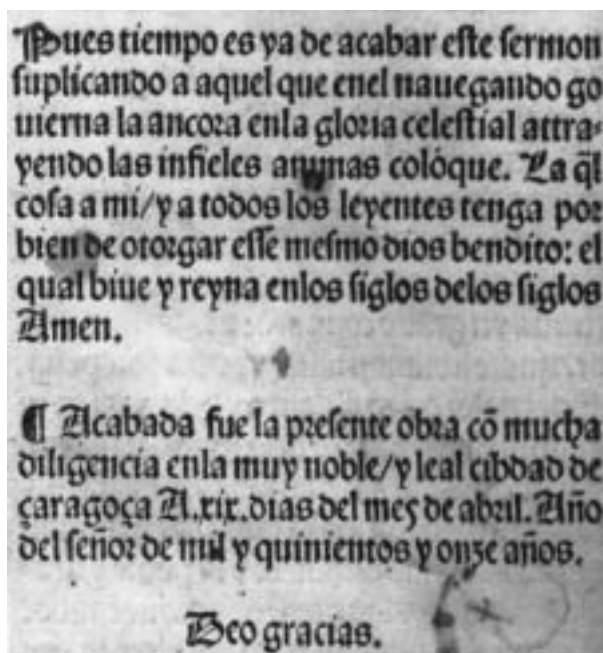 Pues tiempo es ya de acabar este sermon
suplicando a aquel que enel nauegando go
uierna la ancora enla gloria celestial attra-
yendo las infieles animas colóque. La q̃l
cosa a mi/y a todos los leyentes tenga por
bien de otorgar esse mesmo dios bendito: el
qual biue y reyna enlos siglos delos siglos
Amen.
¶ Acabada fue la presente obra cõ mucha
diligencia enla muy noble/y leal cibdad de
çaragoça A.xix.dias del mes de abril.Año
del señor de mil y quinientos y onze años.
Deo gracias.